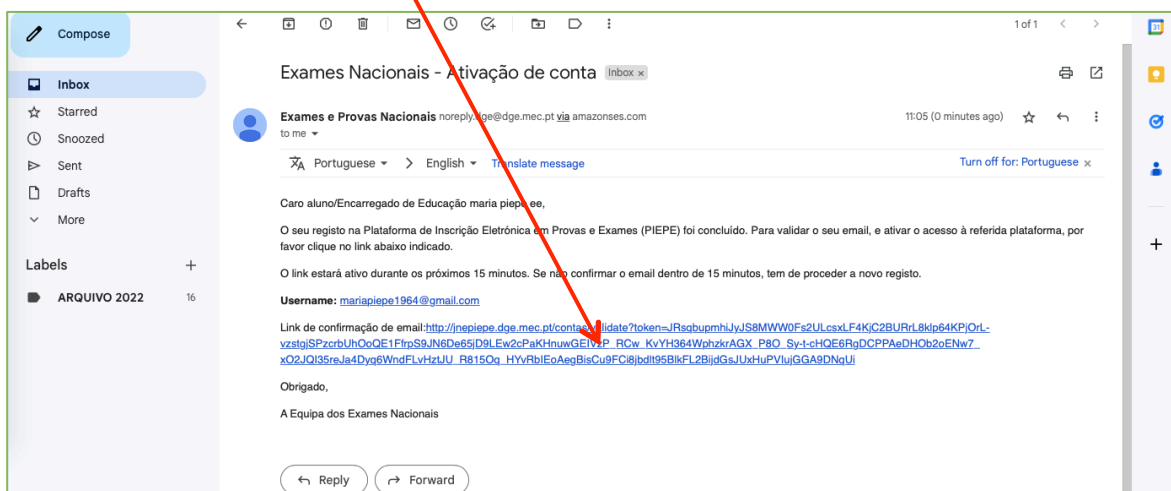 Compose
1 of 1
Inbox
Starred
Snoozed
Sent
Drafts
More
Labels
ARQUIVO 2022 16
Exames Nacionais - Ativação de conta Inbox x
Exames e Provas Nacionais noreply.dge@dge.mec.pt via amazonses.com 11:05 (0 minutes ago)
to me
Portuguese > English Translate message Turn off for: Portuguese x
Caro aluno/Encarregado de Educação maria piepe ee,
O seu registo na Plataforma de Inscrição Eletrónica em Provas e Exames (PIEPE) foi concluído. Para validar o seu email, e ativar o acesso à referida plataforma, por
favor clique no link abaixo indicado.
O link estará ativo durante os próximos 15 minutos. Se não confirmar o email dentro de 15 minutos, tem de proceder a novo registo.
Username: mariapiepe1964@gmail.com
Link de confirmação de email:
Obrigado,
A Equipa dos Exames Nacionais
Reply Forward
31